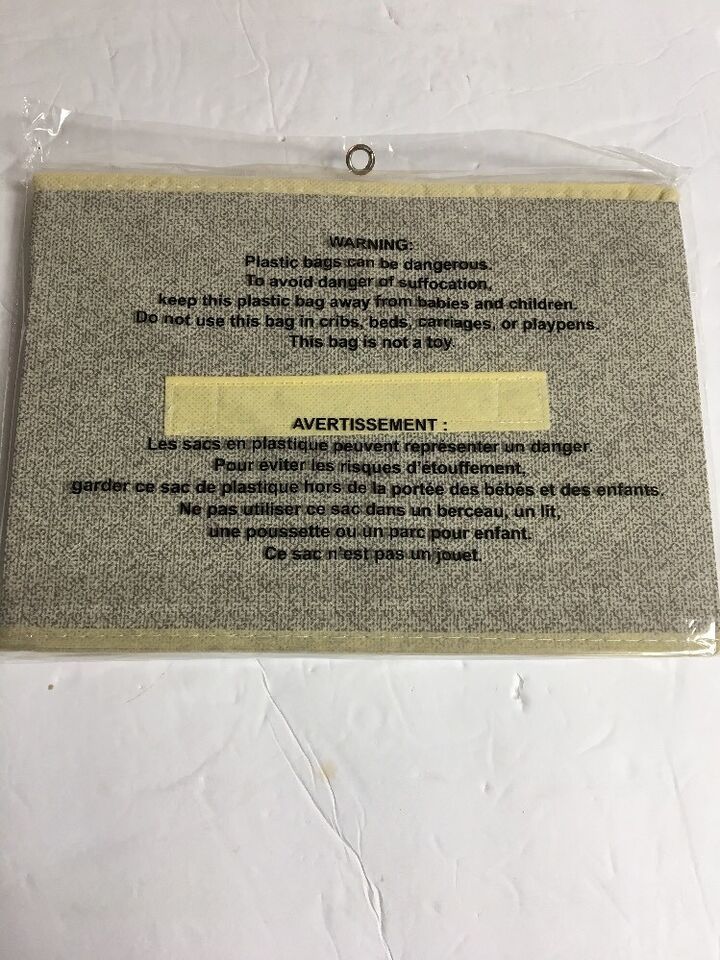 WARNING:
Plastic bags can be dangerous.
To avoid danger of suffocation,
keep this plastic bag away from babies and children.
Do not use this bag in cribs, beds, carriages, or playpens.
This bag is not a toy.
AVERTISSEMENT :
Les sacs en plastique peuvent représenter un danger.
Pour éviter les risques d'étouffement,
garder ce sac de plastique hors de la portée des bébés et des enfants.
Ne pas utiliser ce sac dans un berceau, un lit,
une poussette ou un parc pour enfant.
Ce sac n'est pas un jouet.